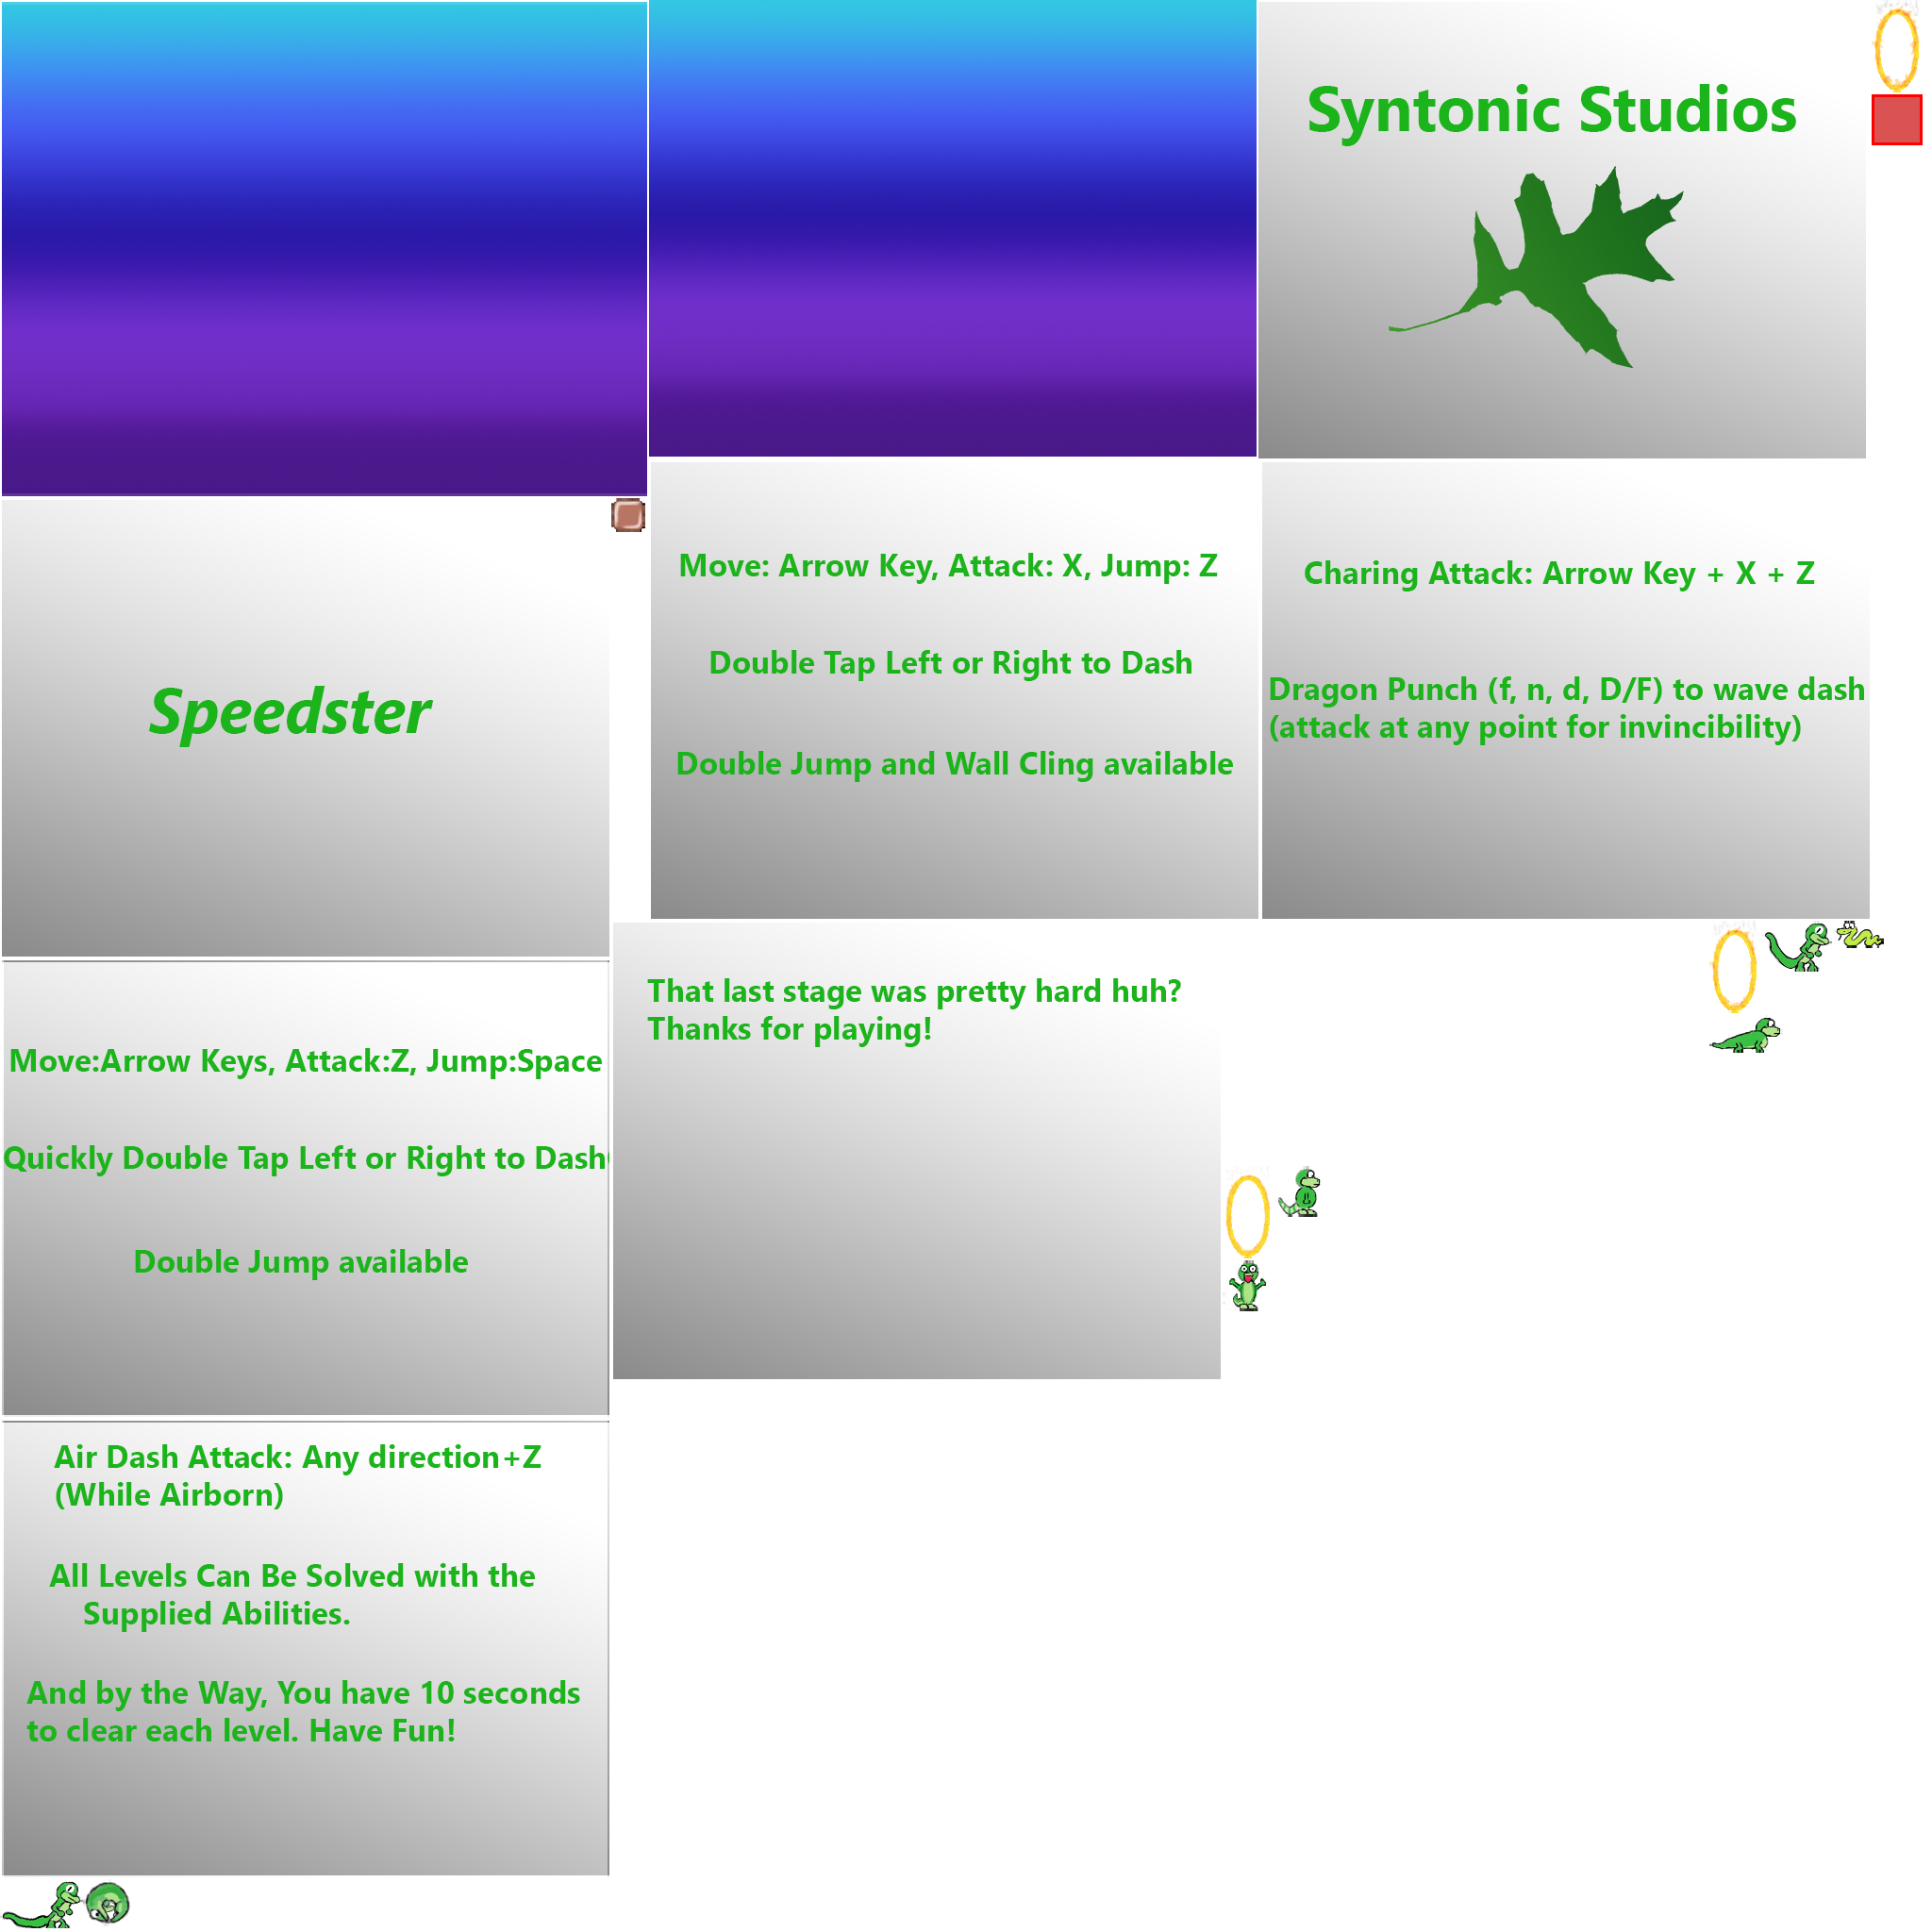 Syntonic Studios
Speedster
Move: Arrow Key, Attack: X, Jump: Z
Double Tap Left or Right to Dash
Double Jump and Wall Cling available
Charing Attack: Arrow Key + X + Z
Dragon Punch (f, n, d, D/F) to wave dash
(attack at any point for invincibility)
Move:Arrow Keys, Attack:Z, Jump:Space
Quickly Double Tap Left or Right to Dash
Double Jump available
That last stage was pretty hard huh?
Thanks for playing!
Air Dash Attack: Any direction+Z
(While Airborn)
All Levels Can Be Solved with the
Supplied Abilities.
And by the Way, You have 10 seconds
to clear each level. Have Fun!